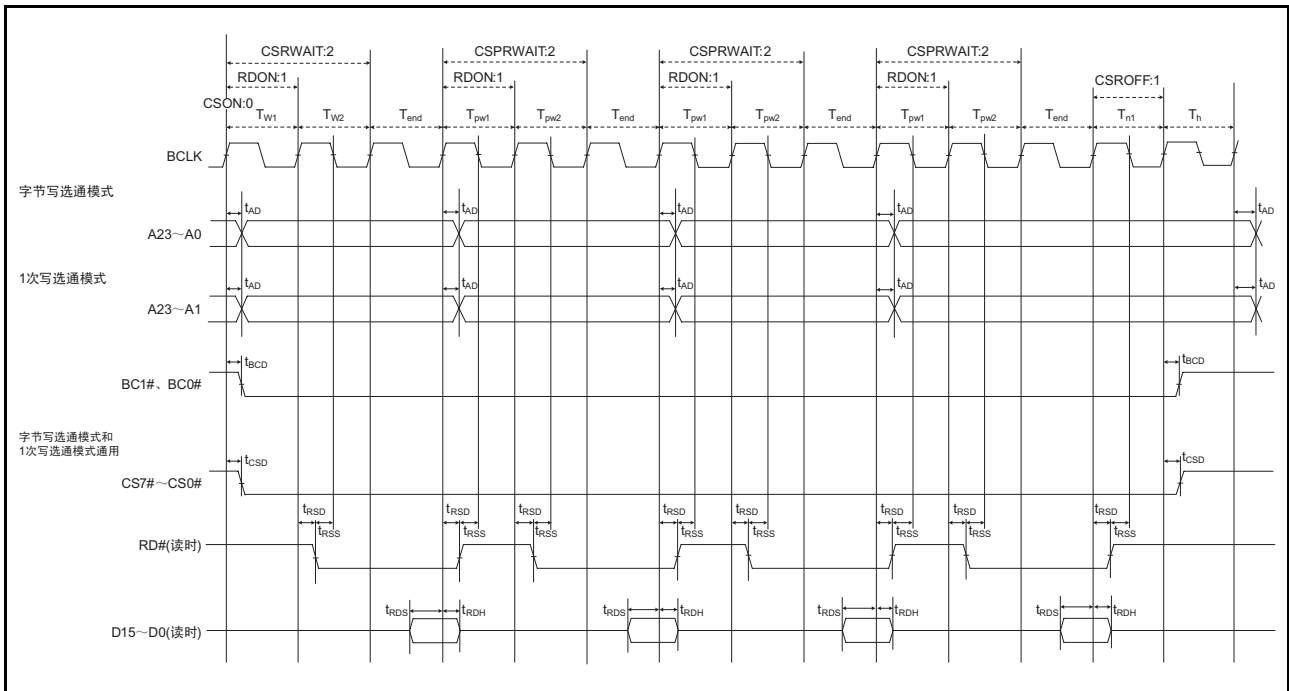 CSRWAIT:2 CSPRWAIT:2 CSPRWAIT:2 CSPRWAIT:2
RDON:1 RDON:1 RDON:1 RDON:1 CSROFF:1
CSON:0
TW1 TW2 Tend Tpw1 Tpw2 Tend Tpw1 Tpw2 Tend Tpw1 Tpw2 Tend Tn1 Th
BCLK
字节写选通模式
tAD tAD tAD tAD tAD
A23~A0
1次写选通模式
tAD tAD tAD tAD tAD
A23~A1
tBCD tBCD
BC1#、BC0#
字节写选通模式和
1次写选通模式通用
tCSD tCSD
CS7#~CS0#
tRSD tRSD tRSD tRSD tRSD tRSD tRSD tRSD
tRSS tRSS tRSS tRSS tRSS tRSS tRSS tRSS
RD#(读时)
tRDS tRDH tRDS tRDH tRDS tRDH tRDS tRDH
D15~D0(读时)